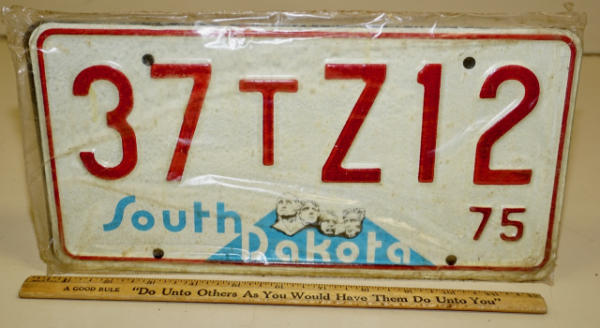 37 T Z12
South Dakota 75
A GOOD RULE "Do Unto Others As You Would Have Them Do Unto You"